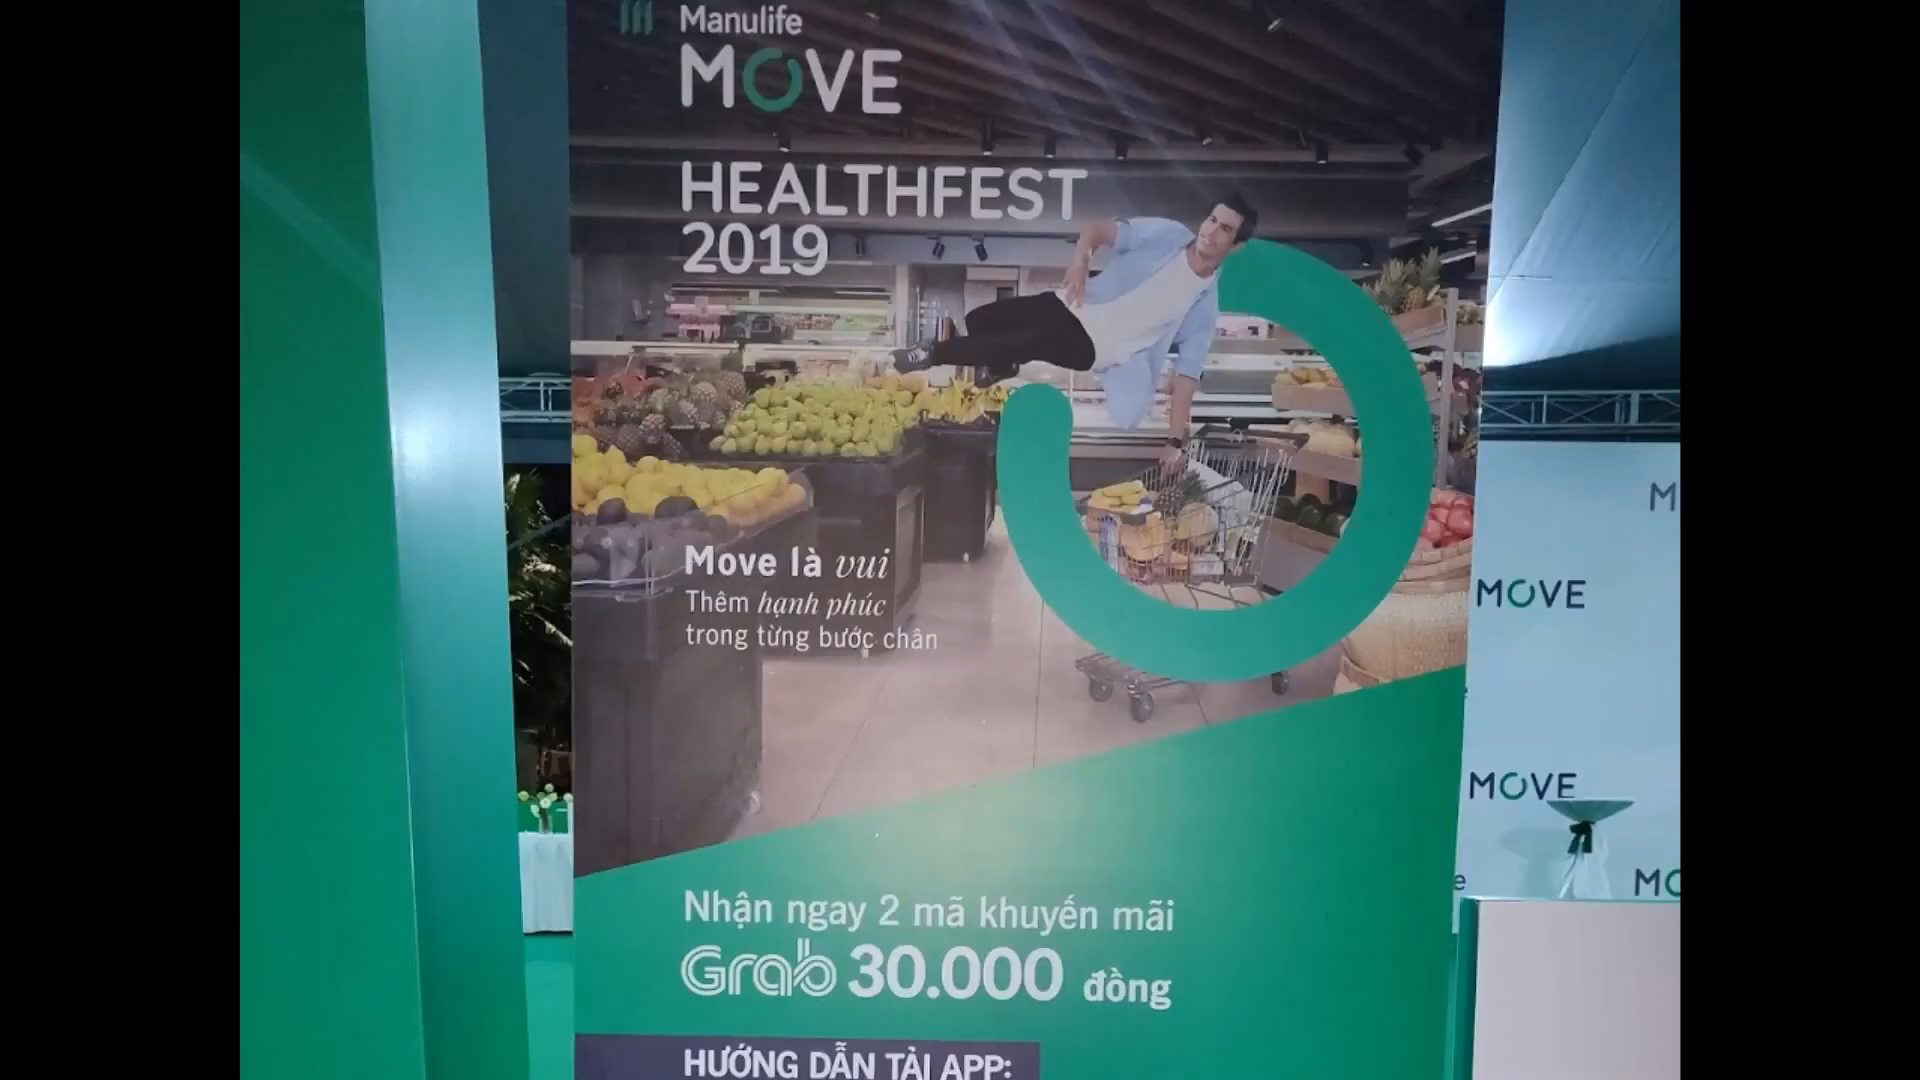 Manulife
MOVE
HEALTHFEST
2019
Move là vui
Thêm hạnh phúc
trong từng bước chân
Nhận ngay 2 mã khuyến mãi
Grab 30.000 đồng
HƯỚNG DẪN TẢI APP:
M
MOVE
e
MOVE
e
MO